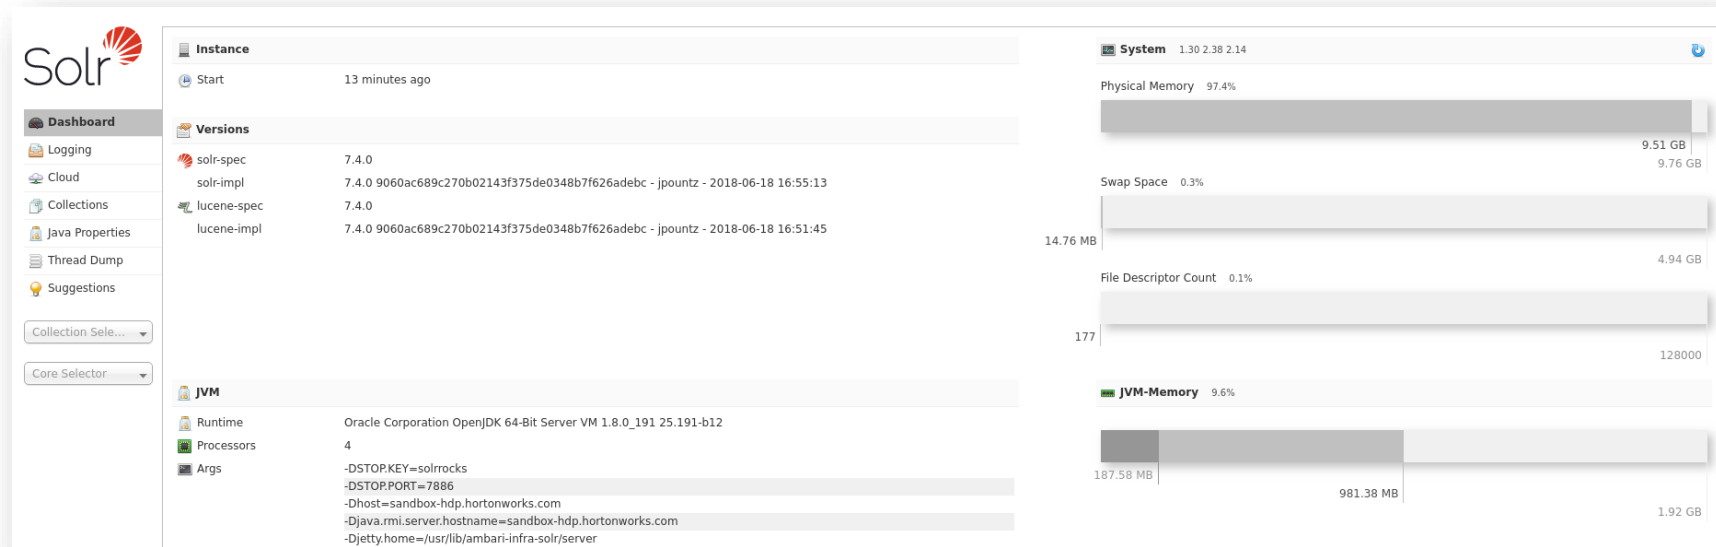 Solr
Dashboard
Logging
Cloud
Collections
Java Properties
Thread Dump
Suggestions
Collection Sele...
Core Selector
Instance
Start 13 minutes ago
Versions
solr-spec 7.4.0
solr-impl 7.4.0 9060ac689c270b02143f375de0348b7f626adebc - jpountz - 2018-06-18 16:55:13
lucene-spec 7.4.0
lucene-impl 7.4.0 9060ac689c270b02143f375de0348b7f626adebc - jpountz - 2018-06-18 16:51:45
JVM
Runtime Oracle Corporation OpenJDK 64-Bit Server VM 1.8.0_191 25.191-b12
Processors 4
Args -DSTOP.KEY=solrrocks
-DSTOP.PORT=7886
-Dhost=sandbox-hdp.hortonworks.com
-Djava.rmi.server.hostname=sandbox-hdp.hortonworks.com
-Djetty.home=/usr/lib/ambari-infra-solr/server
System 1.30 2.38 2.14
Physical Memory 97.4%
9.51 GB
9.76 GB
Swap Space 0.3%
14.76 MB
4.94 GB
File Descriptor Count 0.1%
177
128000
JVM-Memory 9.6%
187.58 MB
981.38 MB
1.92 GB